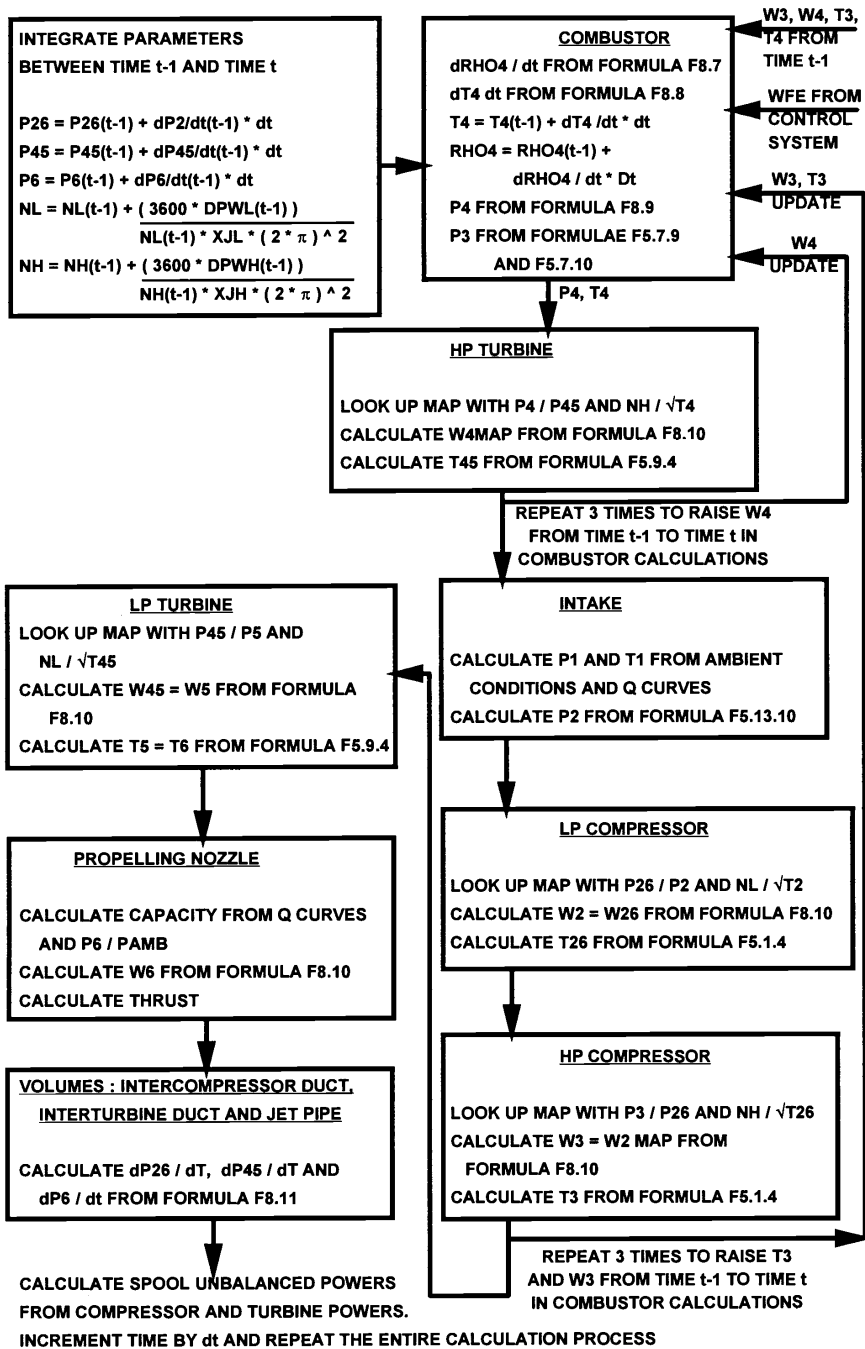 INTEGRATE PARAMETERS
BETWEEN TIME t-1 AND TIME t
P26 = P26(t-1) + dP2/dt(t-1) * dt
P45 = P45(t-1) + dP45/dt(t-1) * dt
P6 = P6(t-1) + dP6/dt(t-1) * dt
NL = NL(t-1) + ( 3600 * DPWL(t-1) )
NL(t-1) * XJL * ( 2 * π ) ^ 2
NH = NH(t-1) + ( 3600 * DPWH(t-1) )
NH(t-1) * XJH * ( 2 * π ) ^ 2
COMBUSTOR
dRHO4 / dt FROM FORMULA F8.7
dT4 dt FROM FORMULA F8.8
T4 = T4(t-1) + dT4 /dt * dt
RHO4 = RHO4(t-1) +
dRHO4 / dt * Dt
P4 FROM FORMULA F8.9
P3 FROM FORMULAE F5.7.9
AND F5.7.10
W3, W4, T3,
T4 FROM
TIME t-1
WFE FROM
CONTROL
SYSTEM
W3, T3
UPDATE
W4
UPDATE
P4, T4
HP TURBINE
LOOK UP MAP WITH P4 / P45 AND NH / √T4
CALCULATE W4MAP FROM FORMULA F8.10
CALCULATE T45 FROM FORMULA F5.9.4
REPEAT 3 TIMES TO RAISE W4
FROM TIME t-1 TO TIME t IN
COMBUSTOR CALCULATIONS
INTAKE
CALCULATE P1 AND T1 FROM AMBIENT
CONDITIONS AND Q CURVES
CALCULATE P2 FROM F5.13.10
LP COMPRESSOR
LOOK UP MAP WITH P26 / P2 AND NL / √T2
CALCULATE W2 = W26 FROM FORMULA F8.10
CALCULATE T26 FROM FORMULA F5.1.4
HP COMPRESSOR
LOOK UP MAP WITH P3 / P26 AND NH / √T26
CALCULATE W3 = W2 MAP FROM
FORMULA F8.10
CALCULATE T3 FROM FORMULA F5.1.4
REPEAT 3 TIMES TO RAISE T3
AND W3 FROM TIME t-1 TO TIME t
IN COMBUSTOR CALCULATIONS
LP TURBINE
LOOK UP MAP WITH P45 / P5 AND
NL / √T45
CALCULATE W45 = W5 FROM FORMULA
F8.10
CALCULATE T5 = T6 FROM FORMULA F5.9.4
PROPELLING NOZZLE
CALCULATE CAPACITY FROM Q CURVES
AND P6 / PAMB
CALCULATE W6 FROM FORMULA F8.10
CALCULATE THRUST
VOLUMES : INTERCOMPRESSOR DUCT,
INTERTURBINE DUCT AND JET PIPE
CALCULATE dP26 / dT, dP45 / dT AND
dP6 / dt FROM FORMULA F8.11
CALCULATE SPOOL UNBALANCED POWERS
FROM COMPRESSOR AND TURBINE POWERS.
INCREMENT TIME BY dt AND REPEAT THE ENTIRE CALCULATION PROCESS